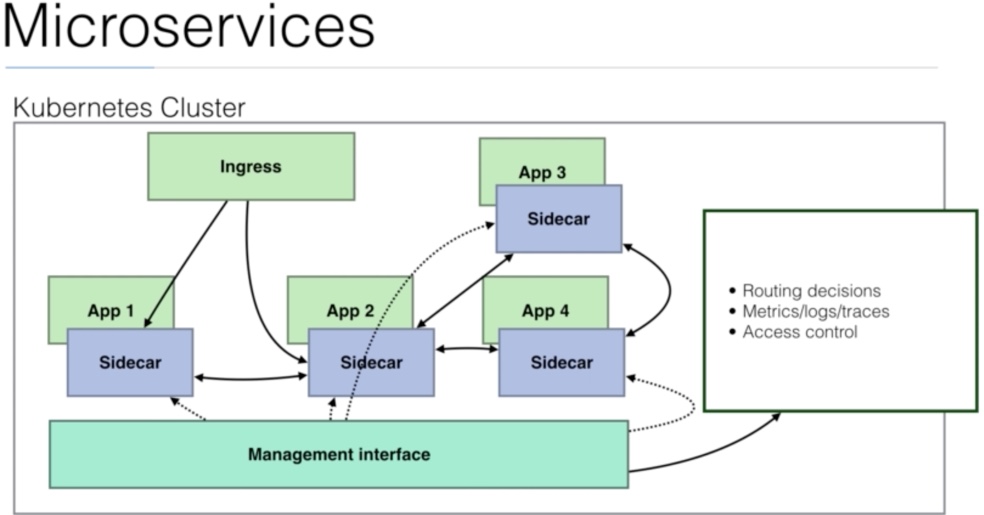 Microservices
Kubernetes Cluster
Ingress
App 3
Sidecar
App 1
Sidecar
App 2
Sidecar
App 4
Sidecar
• Routing decisions
• Metrics/logs/traces
• Access control
Management interface